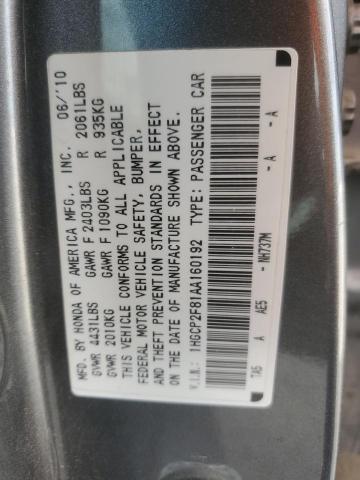 MFD. BY HONDA OF AMERICA MFG., INC. 06/'10
GVWR 4431LBS GAWR F 2403LBS R 2061LBS
GVWR 2010KG GAWR F 1090KG R 935KG
THIS VEHICLE CONFORMS TO ALL APPLICABLE
FEDERAL MOTOR VEHICLE SAFETY, BUMPER,
AND THEFT PREVENTION STANDARDS IN EFFECT
ON THE DATE OF MANUFACTURE SHOWN ABOVE.
V.I.N.: 1HGCP2F81AA160192 TYPE: PASSENGER CAR
TA5 A AE5 - NH737M - A - A